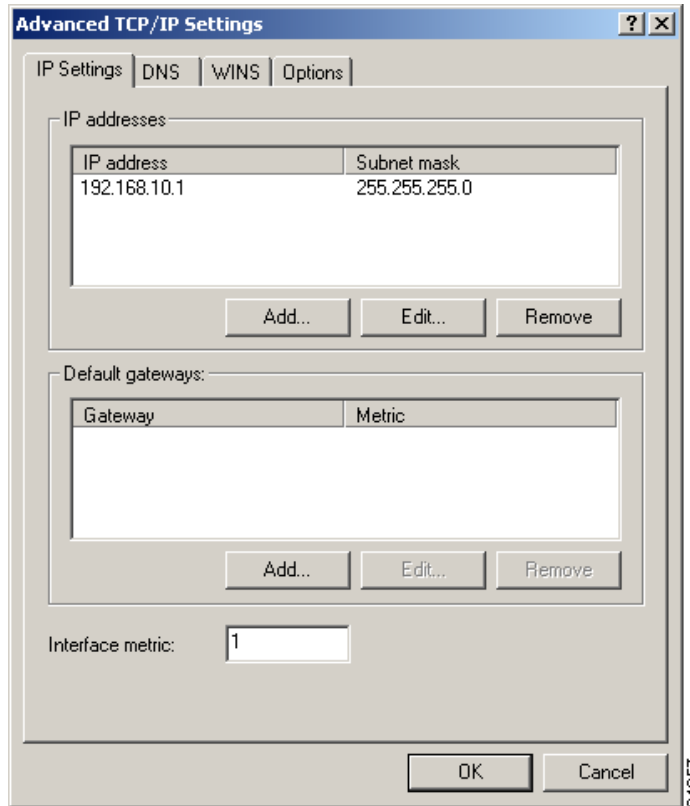 Advanced TCP/IP Settings
IP Settings DNS WINS Options
IP addresses
IP address Subnet mask
192.168.10.1 255.255.255.0
Add... Edit... Remove
Default gateways:
Gateway Metric
Add... Edit... Remove
Interface metric: 1
OK Cancel